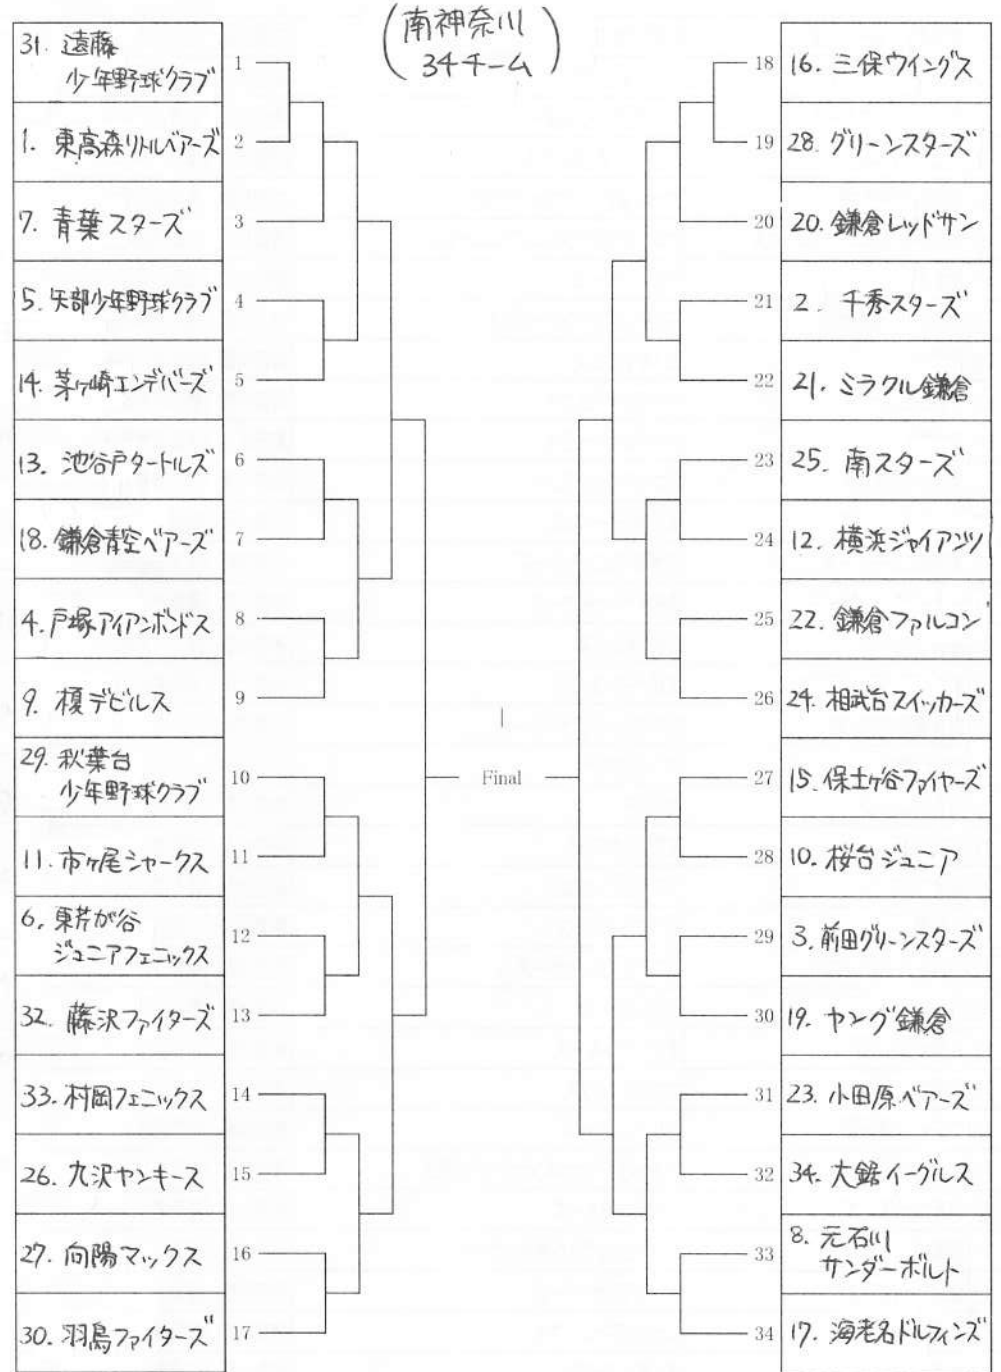 南神奈川
34チーム
31. 遠藤
少年野球クラブ
1
1. 東高森リトルベアーズ
2
7. 青葉スターズ
3
5. 矢部少年野球クラブ
4
14. 茅ヶ崎エンデバーズ
5
13. 池谷戸タートルズ
6
18. 鎌倉青空ベアーズ
7
4. 戸塚アイアンボンドス
8
9. 榎デビルス
9
29. 秋葉台
少年野球クラブ
10
11. 市ヶ尾シャークス
11
6. 東芹が谷
ジュニアフェニックス
12
32. 藤沢ファイターズ
13
33. 村岡フェニックス
14
26. 九沢ヤンキース
15
27. 向陽マックス
16
30. 羽鳥ファイターズ
17
Final
18 16. 三保ウイングス
19 28. グリーンスターズ
20 20. 鎌倉レッドサン
21 2. 千秀スターズ
22 21. ミラクル鎌倉
23 25. 南スターズ
24 12. 横浜ジャイアンツ
25 22. 鎌倉ファルコン
26 24. 相武台スイッカーズ
27 15. 保土ヶ谷ファイヤーズ
28 10.桜台ジュニア
29 3. 前田グリーンスターズ
30 19. ヤング鎌倉
31 23. 小田原ベアーズ
32 34. 大鋸イーグルス
33 8. 元石川
サンダーボルト
34 17. 海老名ドルフィンズ